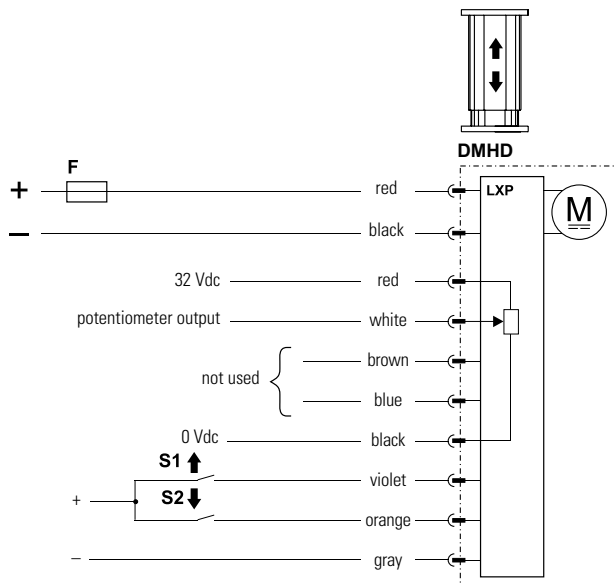 DMHD
F
+ red LXP
M
− black
32 Vdc red
potentiometer output white
brown
not used
blue
0 Vdc black
S1
violet
+ S2
orange
− gray